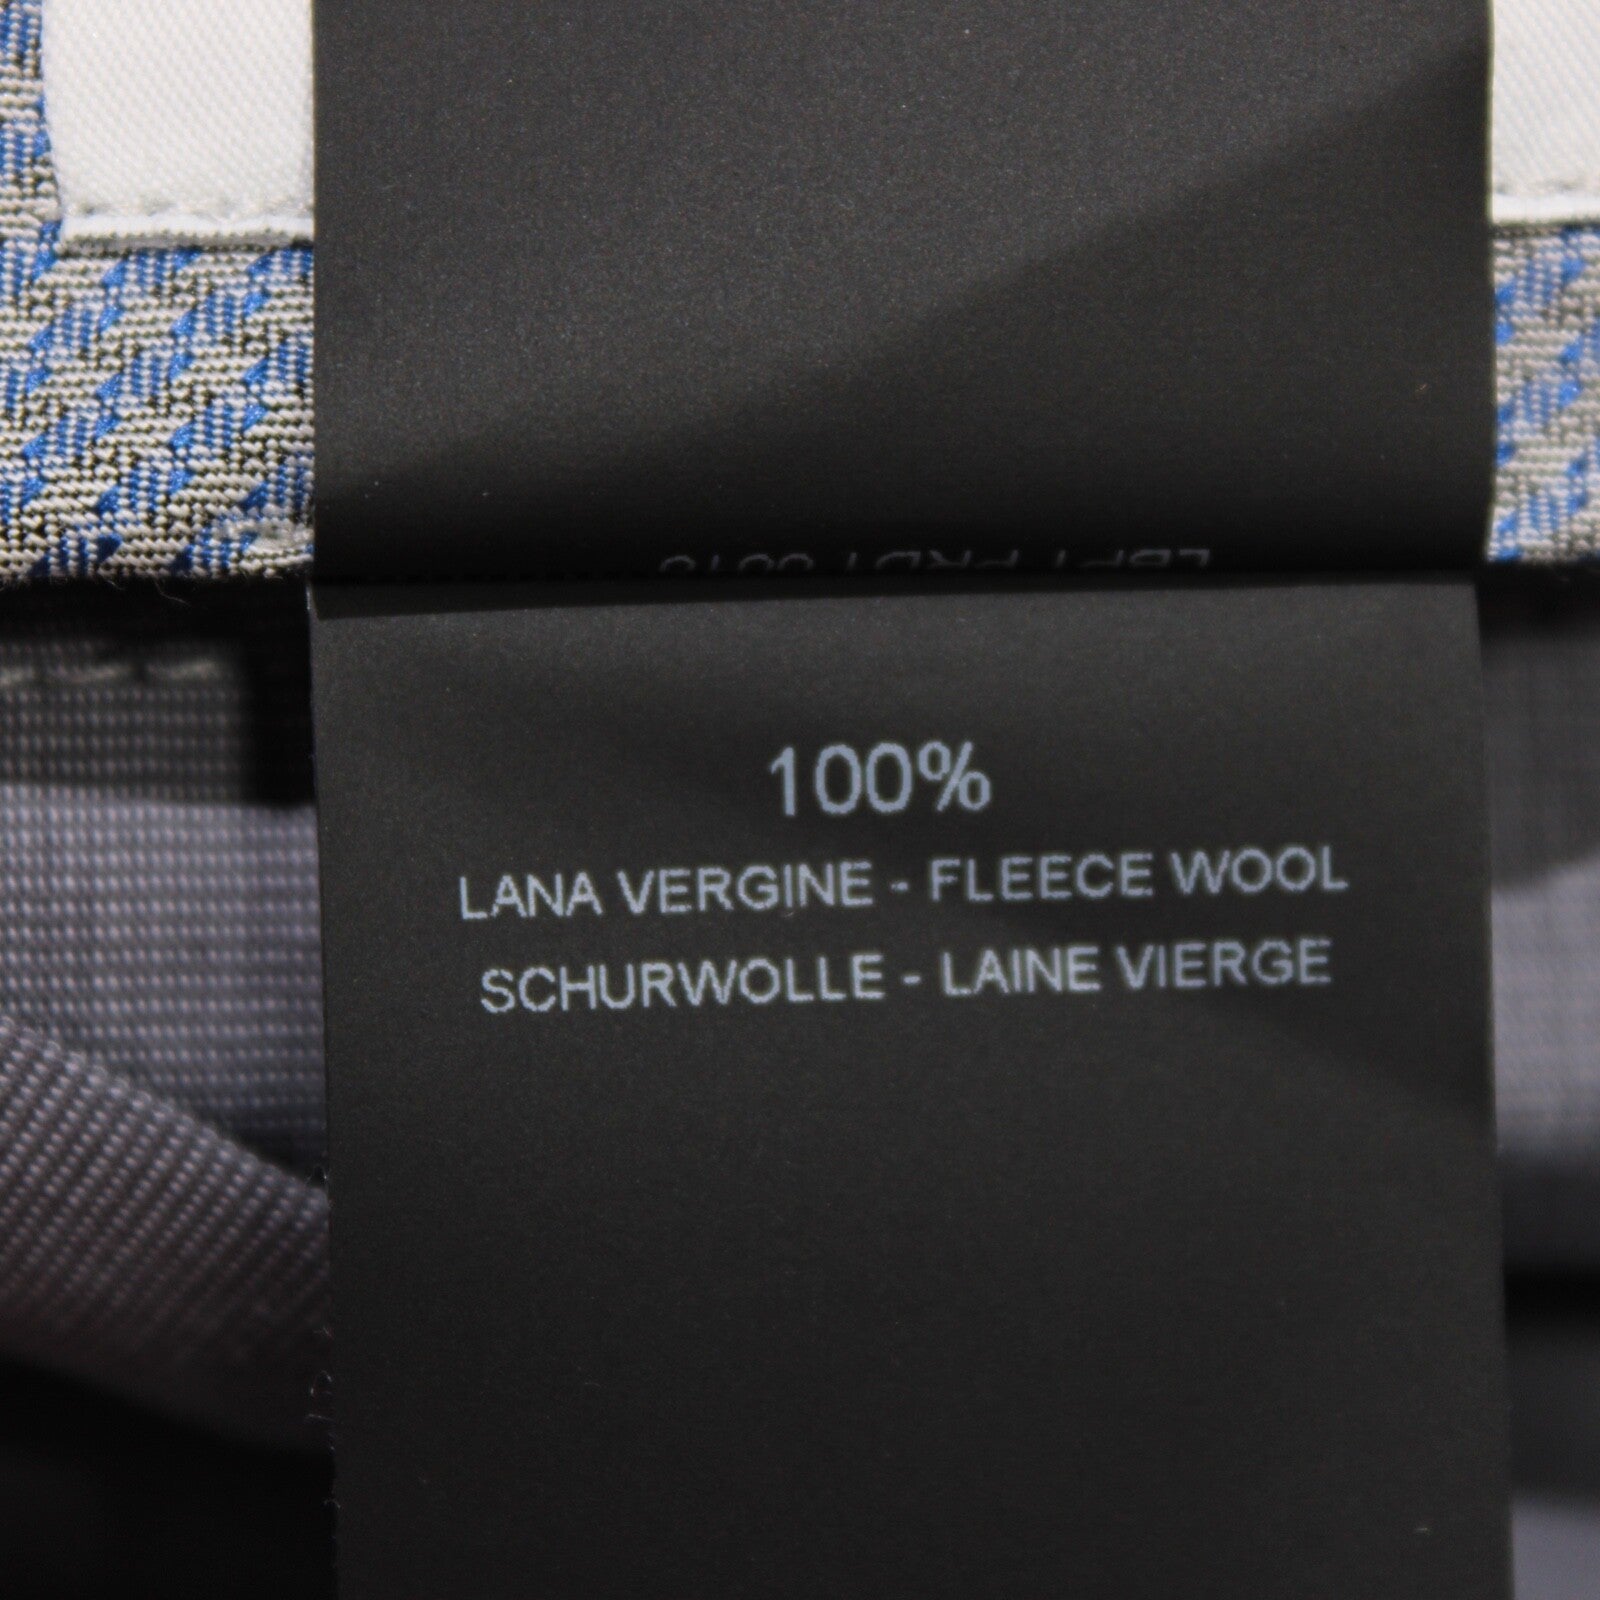 100%
LANA VERGINE - FLEECE WOOL
SCHURWOLLE - LAINE VIERGE